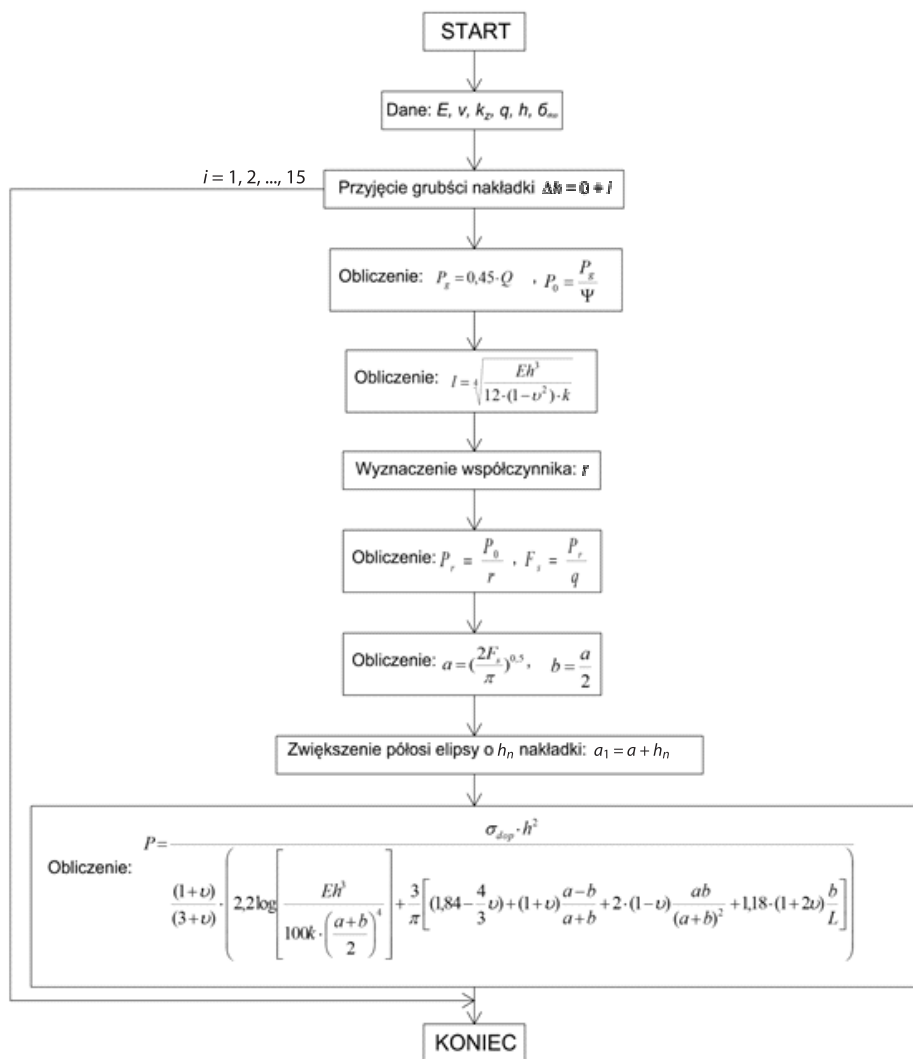 START
Dane: E, v, k_z, q, h, б
i = 1, 2, ..., 15
Przyjęcie grubści nakładki Δh = 0 + i
Obliczenie: P_g = 0,45·Q , P_0 = P_g/Ψ
Obliczenie: l = ∜(Eh³/(12·(1−υ²)·k))
Wyznaczenie współczynnika: r
Obliczenie: P_r = P_0/r , F_s = P_r/q
Obliczenie: a = (2F_s/π)^0,5 , b = a/2
Zwiększenie półosi elipsy o h_n nakładki: a_1 = a + h_n
Obliczenie: P = σ_dop·h² / ((1+υ)/(3+υ)·(2,2log[Eh³/(100k·((a+b)/2)^4)] + 3/π[(1,84−4/3υ)+(1+υ)(a−b)/(a+b)+2·(1−υ)ab/(a+b)²+1,18·(1+2υ)b/L]))
KONIEC